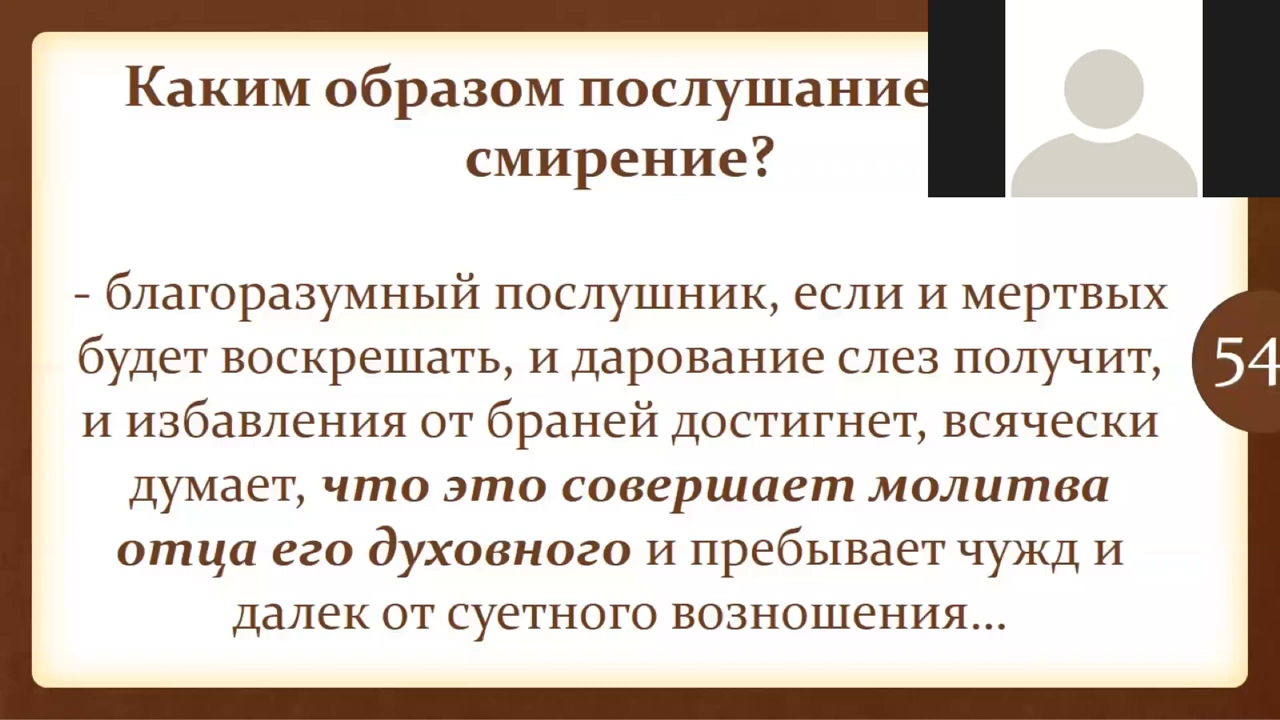 Каким образом послушание
смирение?
- благоразумный послушник, если и мертвых
будет воскрешать, и дарование слез получит,
и избавления от браней достигнет, всячески
думает, что это совершает молитва
отца его духовного и пребывает чужд и
далек от суетного возношения...
54